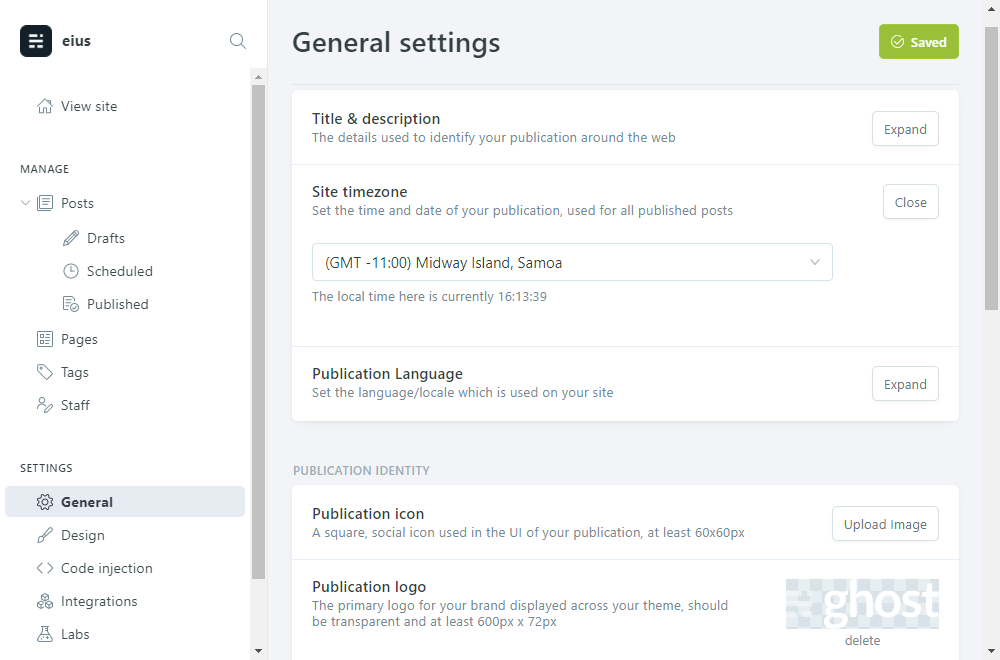 eius
View site
MANAGE
Posts
Drafts
Scheduled
Published
Pages
Tags
Staff
SETTINGS
General
Design
Code injection
Integrations
Labs
General settings
Saved
Title & description
The details used to identify your publication around the web
Expand
Site timezone
Set the time and date of your publication, used for all published posts
Close
(GMT -11:00) Midway Island, Samoa
The local time here is currently 16:13:39
Publication Language
Set the language/locale which is used on your site
Expand
PUBLICATION IDENTITY
Publication icon
A square, social icon used in the UI of your publication, at least 60x60px
Upload Image
Publication logo
The primary logo for your brand displayed across your theme, should
be transparent and at least 600px x 72px
ghost
delete